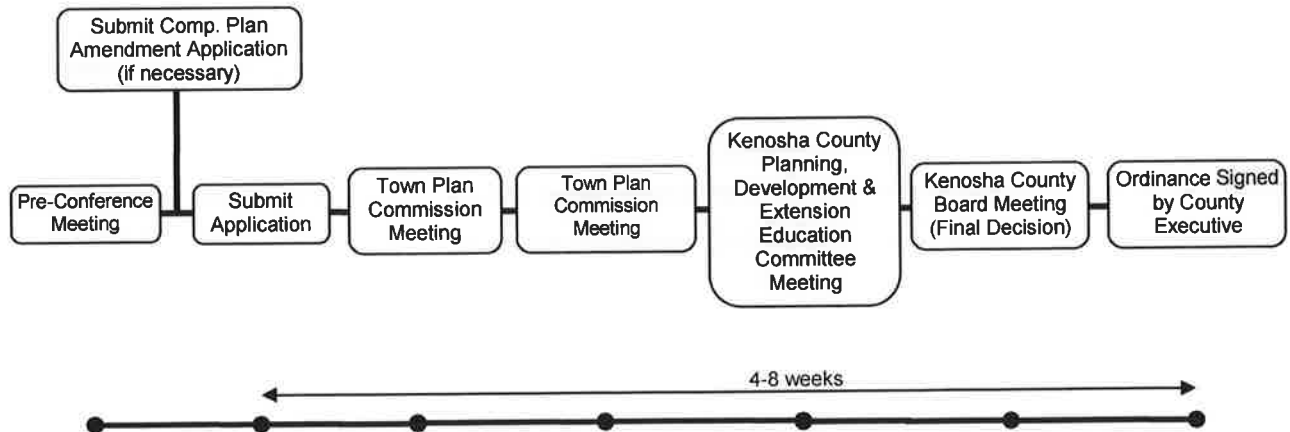 Submit Comp. Plan
Amendment Application
(if necessary)
Pre-Conference
Meeting
Submit
Application
Town Plan
Commission
Meeting
Town Plan
Commission
Meeting
Kenosha County
Planning,
Development &
Extension
Education
Committee
Meeting
Kenosha County
Board Meeting
(Final Decision)
Ordinance Signed
by County
Executive
4-8 weeks